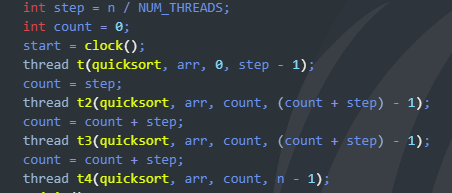 int step = n / NUM_THREADS;
int count = 0;
start = clock();
thread t(quicksort, arr, 0, step - 1);
count = step;
thread t2(quicksort, arr, count, (count + step) - 1);
count = count + step;
thread t3(quicksort, arr, count, (count + step) - 1);
count = count + step;
thread t4(quicksort, arr, count, n - 1);